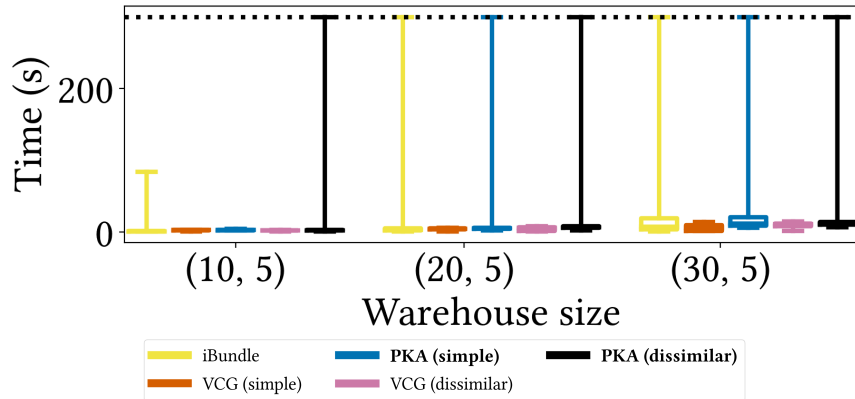 Time (s)
200
0
(10, 5)
(20, 5)
(30, 5)
Warehouse size
iBundle
PKA (simple)
PKA (dissimilar)
VCG (simple)
VCG (dissimilar)